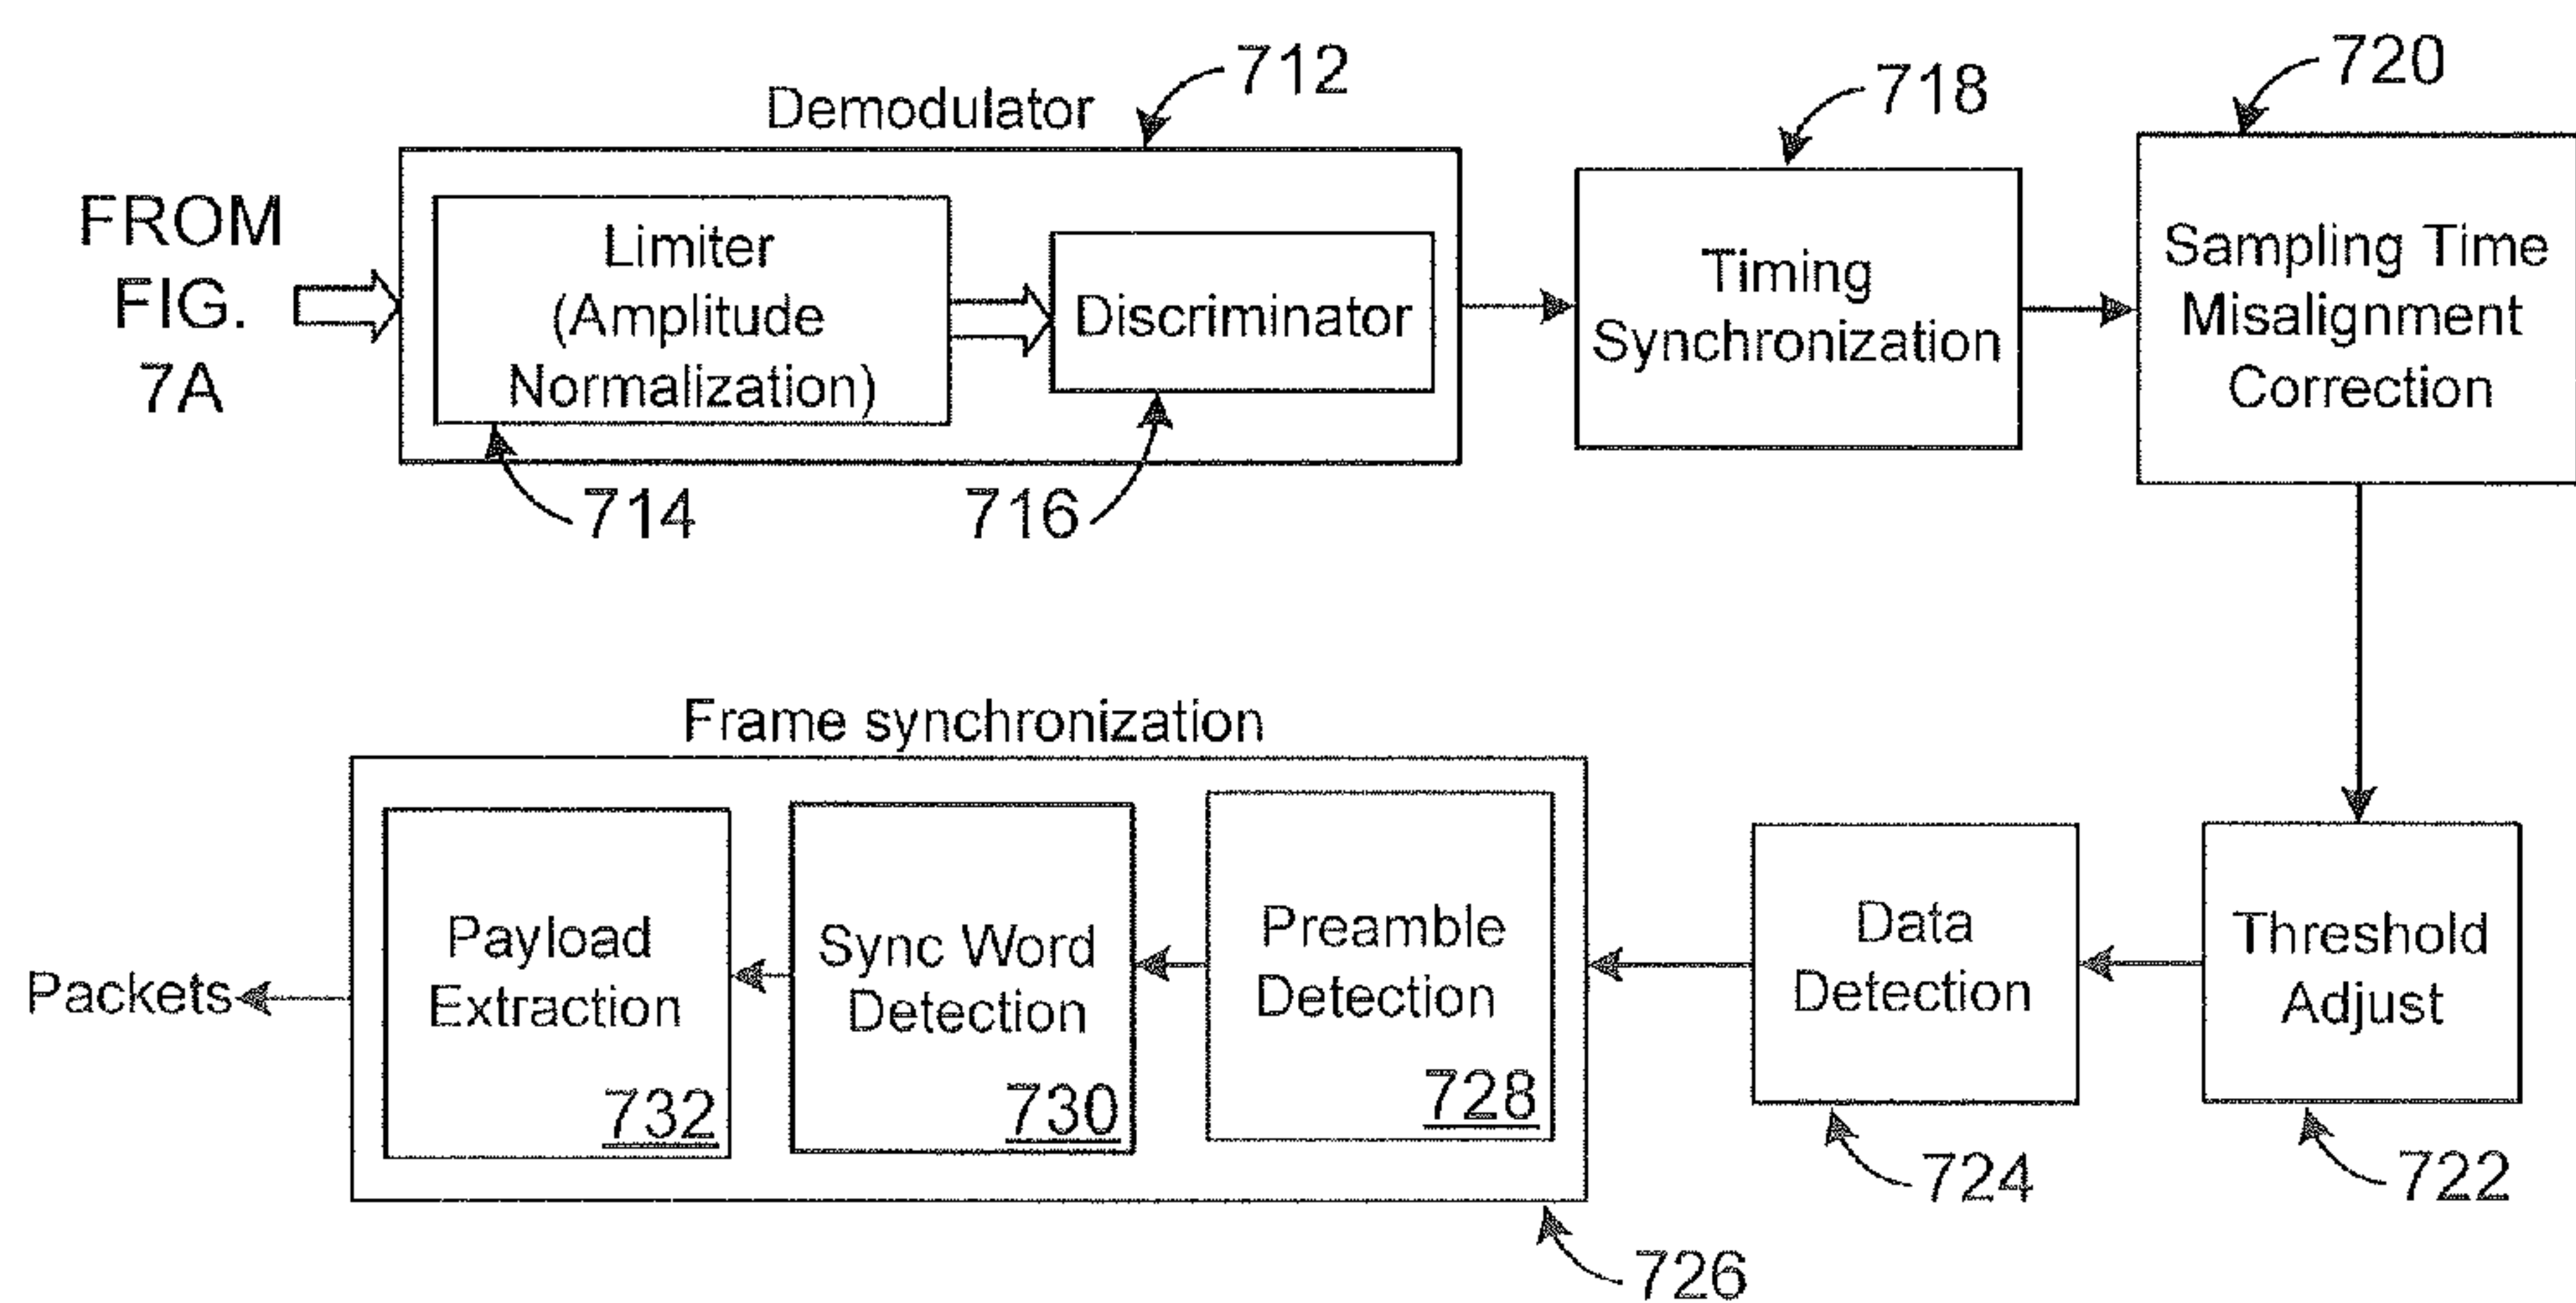 FROM
FIG.
7A
Demodulator
712
Limiter
(Amplitude
Normalization)
714
Discriminator
716
Timing
Synchronization
718
Sampling Time
Misalignment
Correction
720
Threshold
Adjust
722
Data
Detection
724
Frame synchronization
726
Preamble
Detection
728
Sync Word
Detection
730
Payload
Extraction
732
Packets